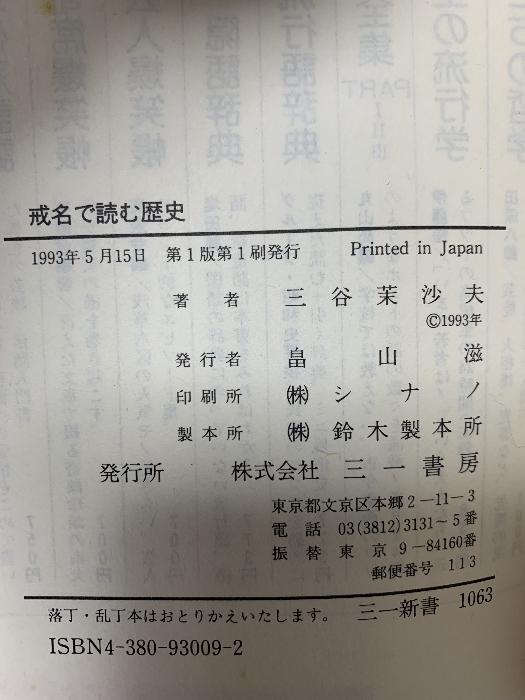 戒名で読む歴史
1993年5月15日 第1版第1刷発行 Printed in Japan
著者 三谷茉沙夫
©1993年
発行者 畠山滋
印刷所 ㈱シナノ
製本所 ㈱鈴木製本所
発行所 株式会社 三一書房
東京都文京区本郷2-11-3
電話 03(3812)3131~5番
振替東京9-84160番
郵便番号 113
落丁・乱丁本はおとりかえいたします。 三一新書 1063
ISBN4-380-93009-2